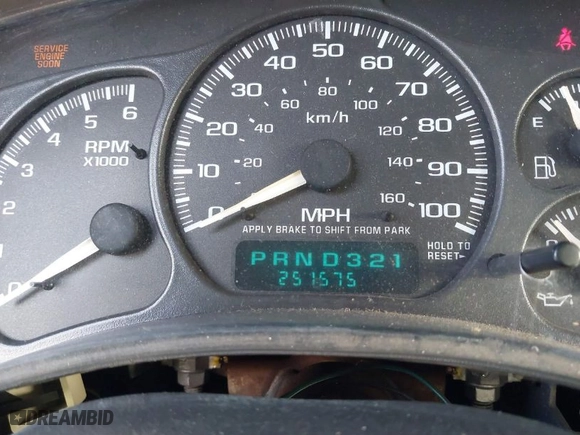 SERVICE
ENGINE
SOON
0 1 2 3 4 5 6
RPM
X1000
0 10 20 30 40 50 60 70 80 90 100
20 40 60 80 100 120 140 160
km/h
MPH
APPLY BRAKE TO SHIFT FROM PARK
HOLD TO
RESET
PRND321
251575
E
DREAMBID